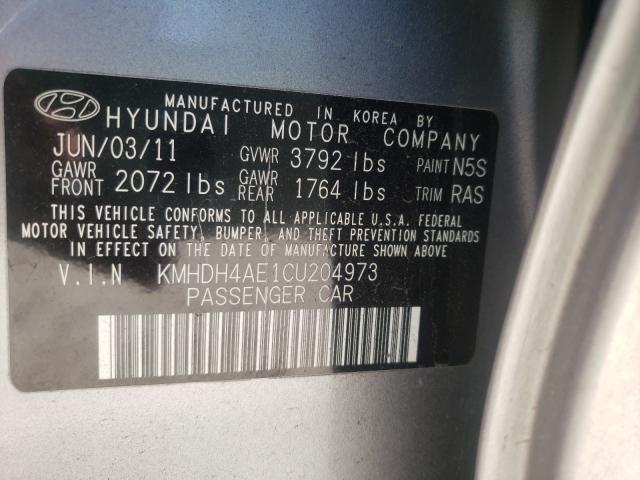 MANUFACTURED IN KOREA BY
HYUNDAI MOTOR COMPANY
JUN/03/11 GVWR 3792 lbs PAINT N5S
GAWR FRONT 2072 lbs GAWR REAR 1764 lbs TRIM RAS
THIS VEHICLE CONFORMS TO ALL APPLICABLE U.S.A. FEDERAL
MOTOR VEHICLE SAFETY, BUMPER, AND THEFT PREVENTION STANDARDS
IN EFFECT ON THE DATE OF MANUFACTURE SHOWN ABOVE.
V.I.N KMHDH4AE1CU204973
PASSENGER CAR